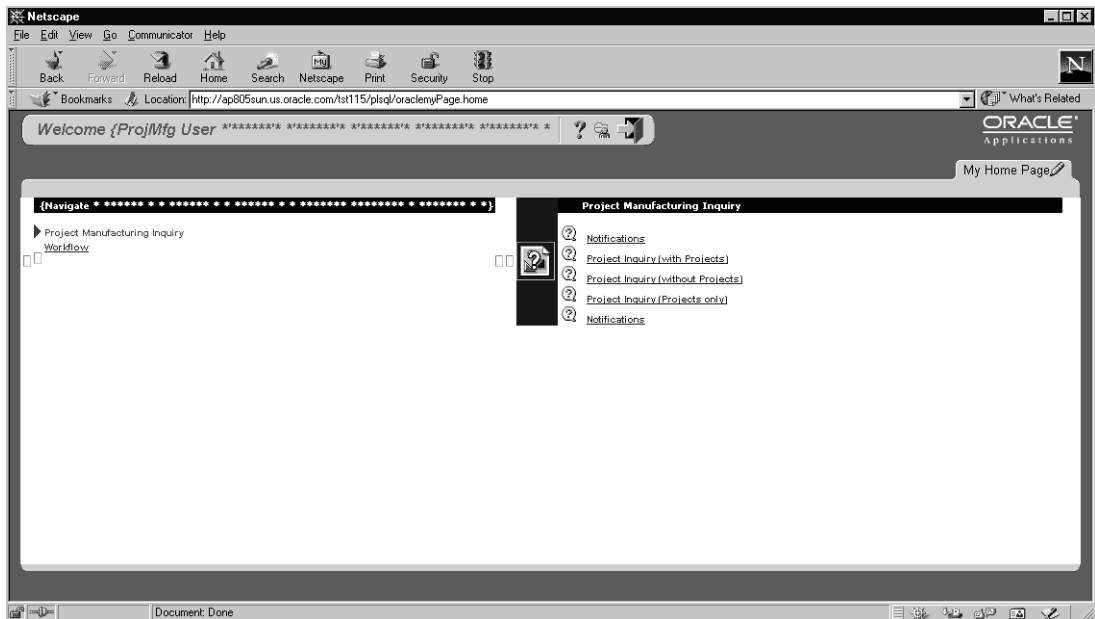 Netscape
File Edit View Go Communicator Help
Back Forward Reload Home Search Netscape Print Security Stop
My
N
Bookmarks Location: http://ap805sun.us.oracle.com/tst115/plsql/oraclemyPage.home What's Related
Welcome {ProjMfg User
ORACLE
Applications
My Home Page
{Navigate * ****** * * ****** * * ****** * * ******* ******** * ******* * *}
Project Manufacturing Inquiry
Project Manufacturing Inquiry
Workflow
Notifications
Project Inquiry (with Projects)
Project Inquiry (without Projects)
Project Inquiry (Projects only)
Notifications
Document: Done